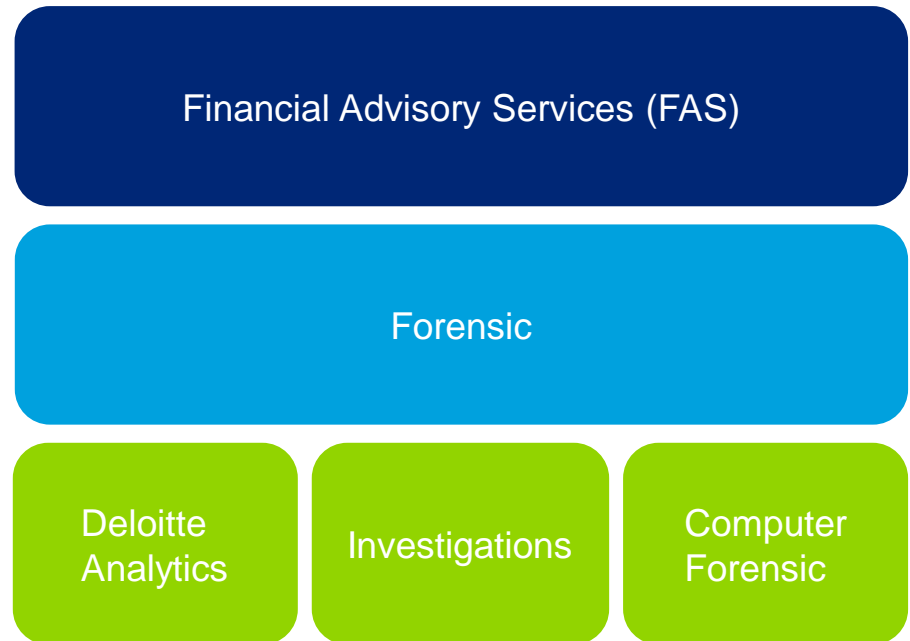 Financial Advisory Services (FAS)
Forensic
Deloitte
Analytics
Investigations
Computer
Forensic